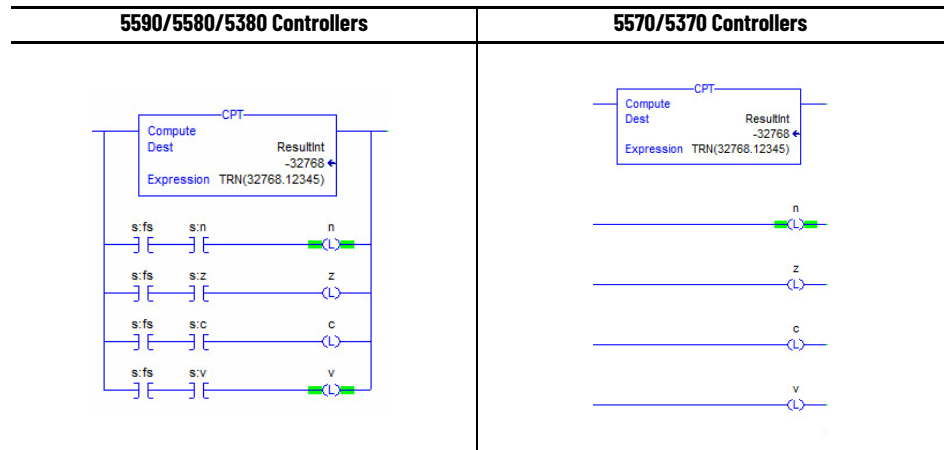 5590/5580/5380 Controllers
5570/5370 Controllers
CPT
Compute
Dest ResultInt
-32768
Expression TRN(32768.12345)
s:fs s:n n
L
s:fs s:z z
L
s:fs s:c c
L
s:fs s:v v
L
CPT
Compute
Dest ResultInt
-32768
Expression TRN(32768.12345)
n
L
z
L
c
L
v
L